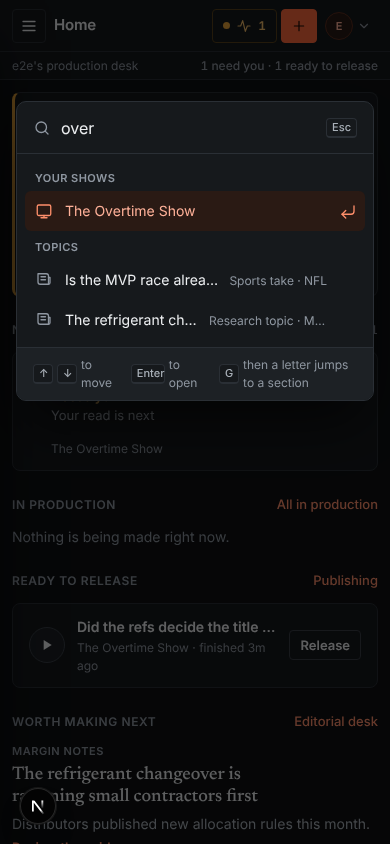 Home
1
E
e2e's production desk
1 need you · 1 ready to release
over
Esc
YOUR SHOWS
The Overtime Show
TOPICS
Is the MVP race alrea...
Sports take · NFL
The refrigerant ch...
Research topic · M...
↑ ↓ to move
Enter to open
G then a letter jumps to a section
Your read is next
The Overtime Show
IN PRODUCTION
All in production
Nothing is being made right now.
READY TO RELEASE
Publishing
Did the refs decide the title ...
The Overtime Show · finished 3m
ago
Release
WORTH MAKING NEXT
Editorial desk
MARGIN NOTES
The refrigerant changeover is
small contractors first
N
Distributors published new allocation rules this month.